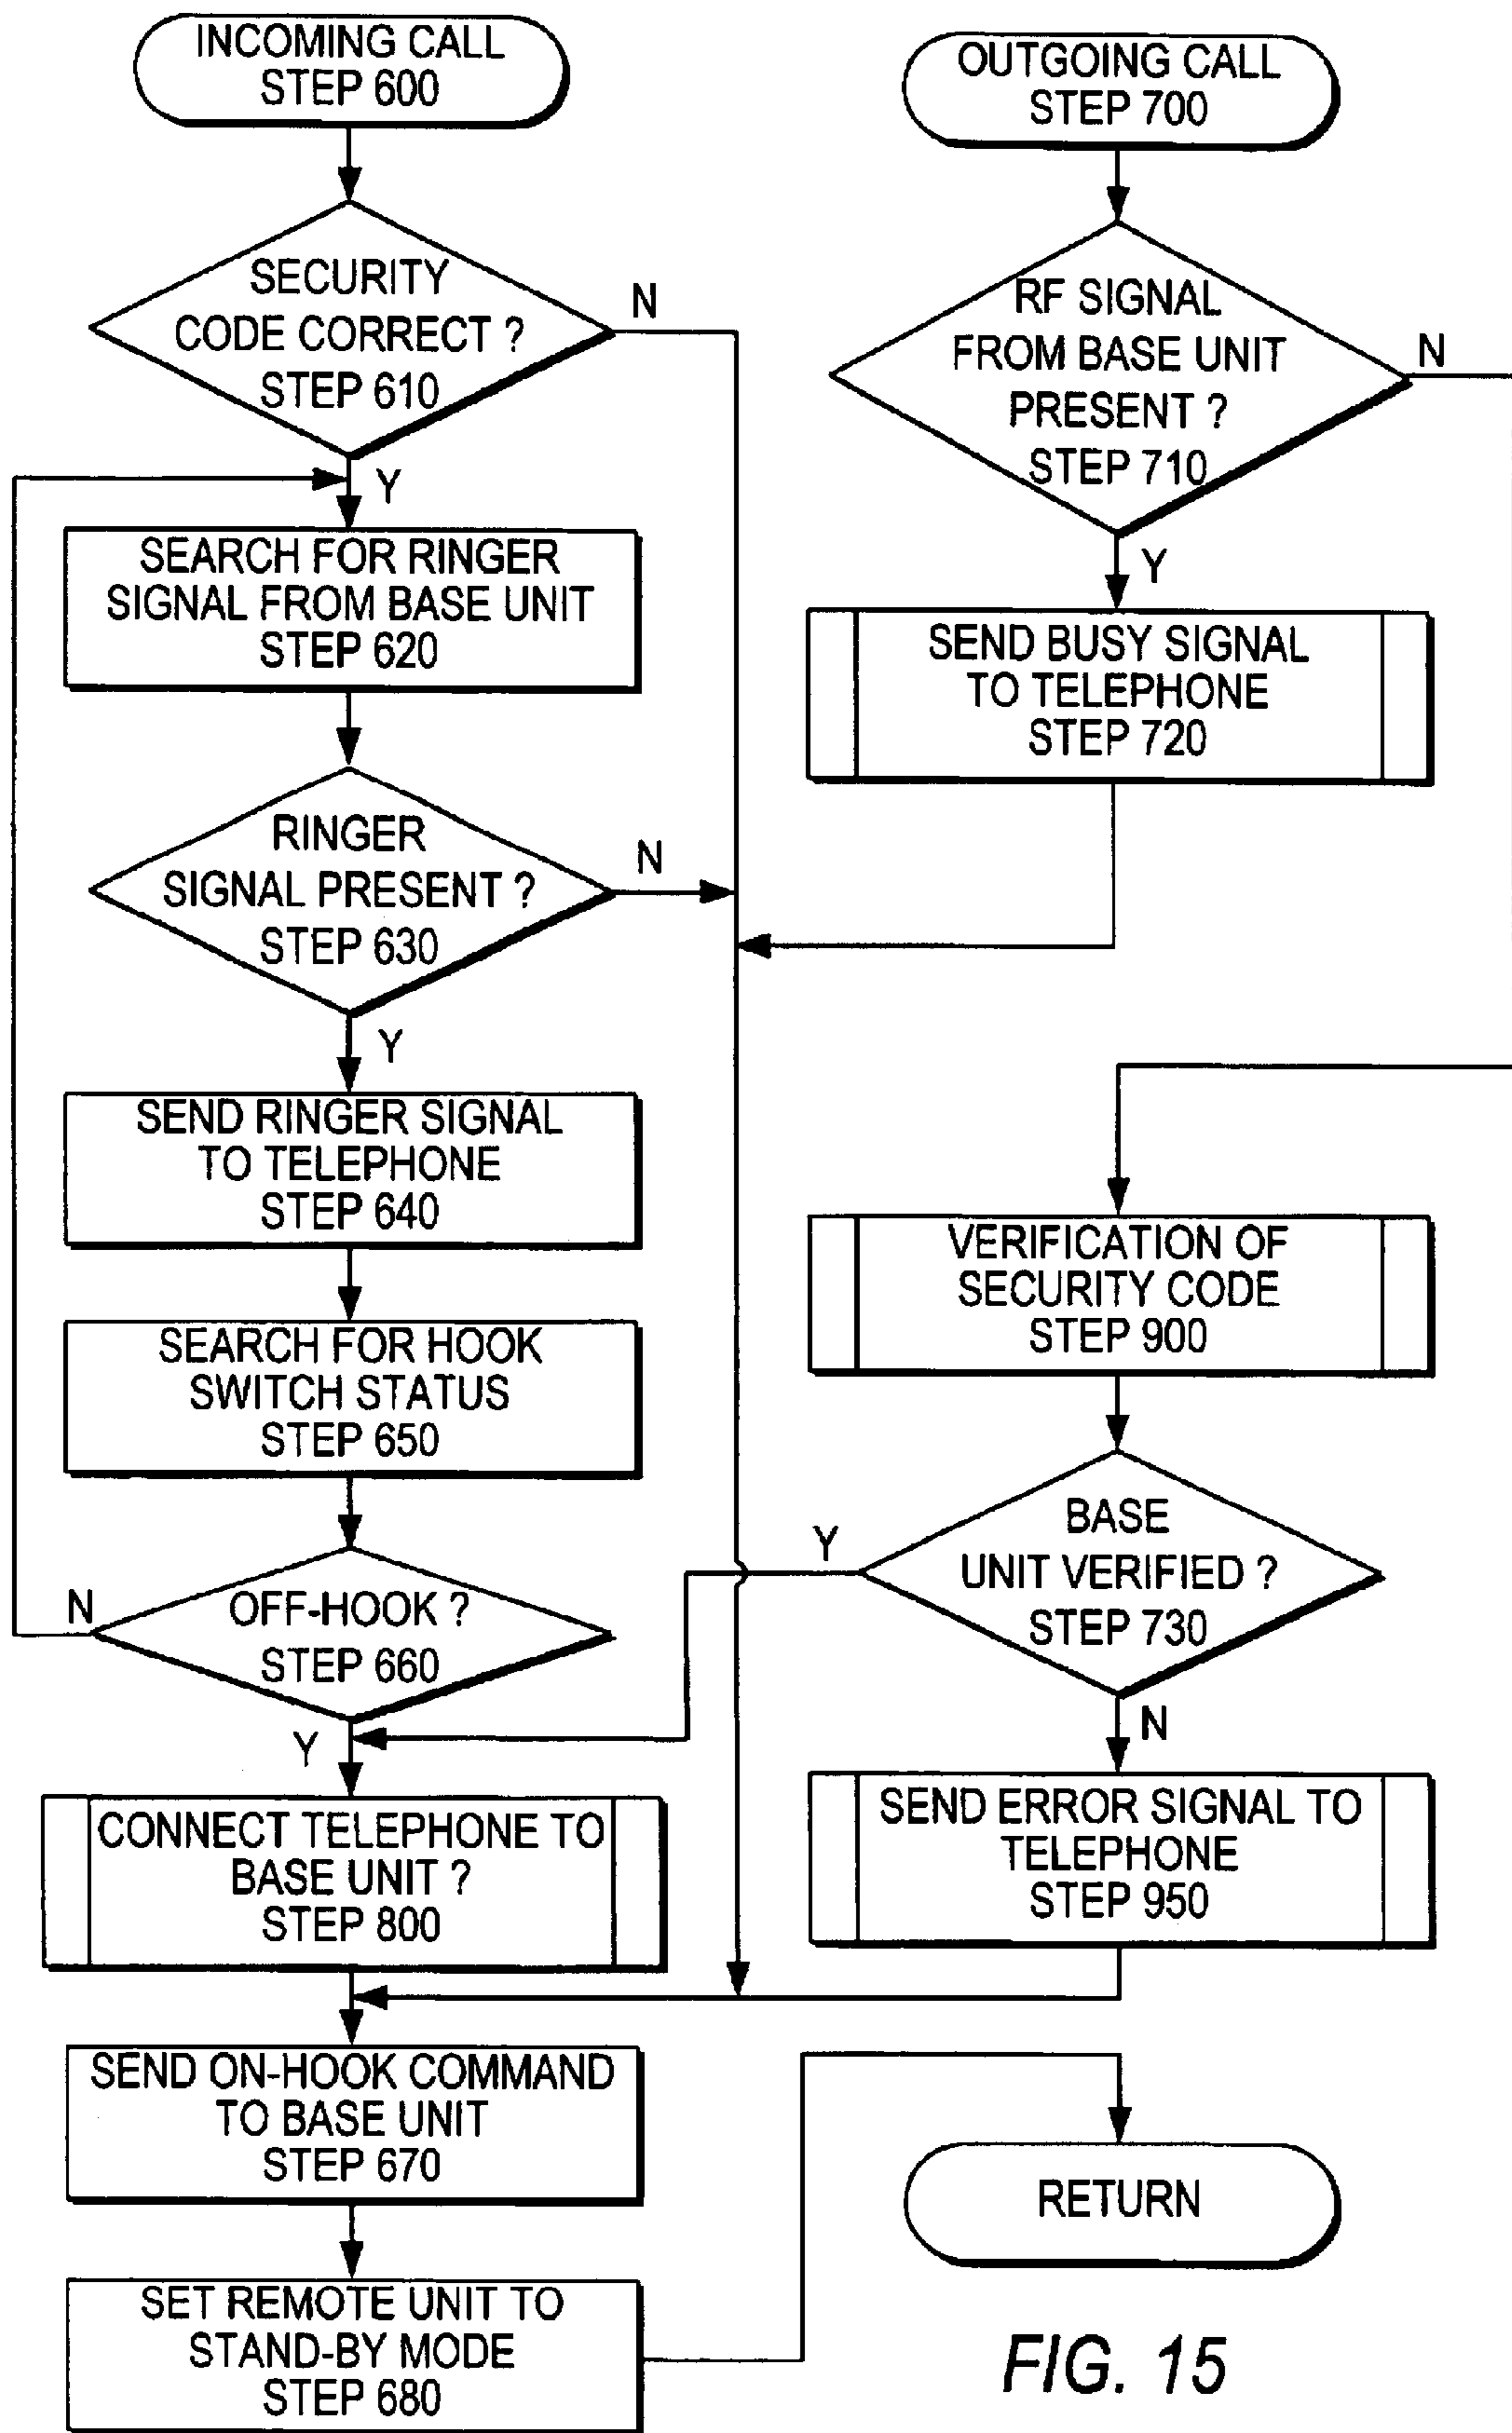 INCOMING CALL
STEP 600
SECURITY
CODE CORRECT ?
STEP 610
N
Y
SEARCH FOR RINGER
SIGNAL FROM BASE UNIT
STEP 620
RINGER
SIGNAL PRESENT ?
STEP 630
N
Y
SEND RINGER SIGNAL
TO TELEPHONE
STEP 640
SEARCH FOR HOOK
SWITCH STATUS
STEP 650
OFF-HOOK ?
STEP 660
N
Y
CONNECT TELEPHONE TO
BASE UNIT ?
STEP 800
SEND ON-HOOK COMMAND
TO BASE UNIT
STEP 670
SET REMOTE UNIT TO
STAND-BY MODE
STEP 680
OUTGOING CALL
STEP 700
RF SIGNAL
FROM BASE UNIT
PRESENT ?
STEP 710
N
Y
SEND BUSY SIGNAL
TO TELEPHONE
STEP 720
VERIFICATION OF
SECURITY CODE
STEP 900
BASE
UNIT VERIFIED ?
STEP 730
Y
N
SEND ERROR SIGNAL TO
TELEPHONE
STEP 950
RETURN
FIG. 15